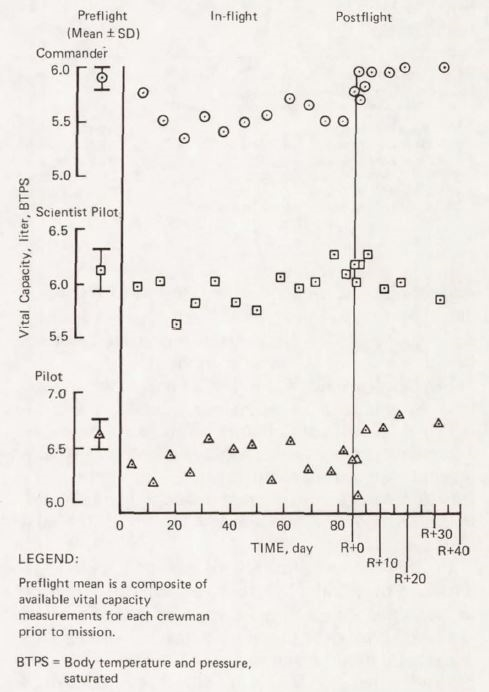 Preflight
(Mean ± SD)
In-flight
Postflight
Commander
6.0
5.5
5.0
Vital Capacity, liter, BTPS
Scientist Pilot
6.5
6.0
5.5
Pilot
7.0
6.5
6.0
0 20 40 60 80
TIME, day
R+0
R+10
R+20
R+30
R+40
LEGEND:
Preflight mean is a composite of
available vital capacity
measurements for each crewman
prior to mission.
BTPS = Body temperature and pressure,
saturated